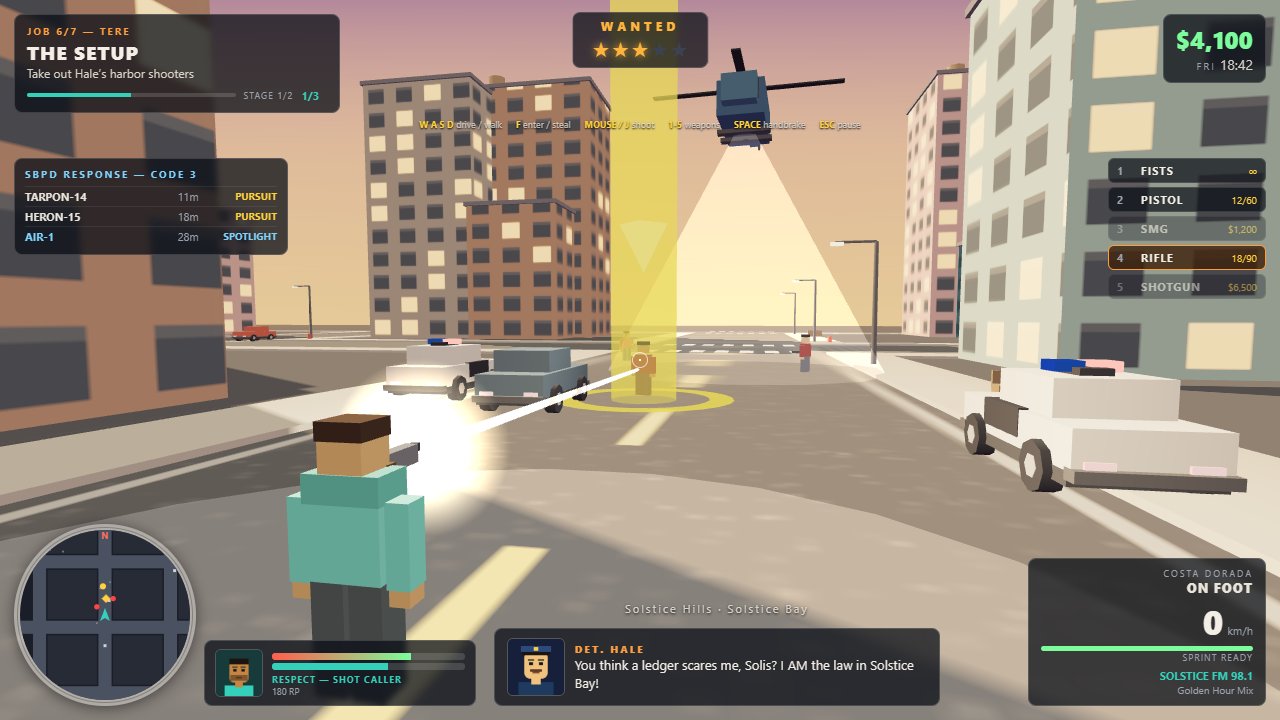 JOB 6/7 — TERE
THE SETUP
Take out Hale's harbor shooters
STAGE 1/2 1/3
WANTED
$4,100
FRI 18:42
W A S D drive / walk F enter / steal MOUSE / J shoot 1-5 weapons SPACE handbrake ESC pause
SBPD RESPONSE — CODE 3
TARPON-14 11m PURSUIT
HERON-15 18m PURSUIT
AIR-1 28m SPOTLIGHT
1 FISTS ∞
2 PISTOL 12/60
3 SMG $1,200
4 RIFLE 18/90
5 SHOTGUN $6,500
N
RESPECT — SHOT CALLER
180 RP
Solstice Hills · Solstice Bay
DET. HALE
You think a ledger scares me, Solis? I AM the law in Solstice
Bay!
COSTA DORADA
ON FOOT
0 km/h
SPRINT READY
SOLSTICE FM 98.1
Golden Hour Mix